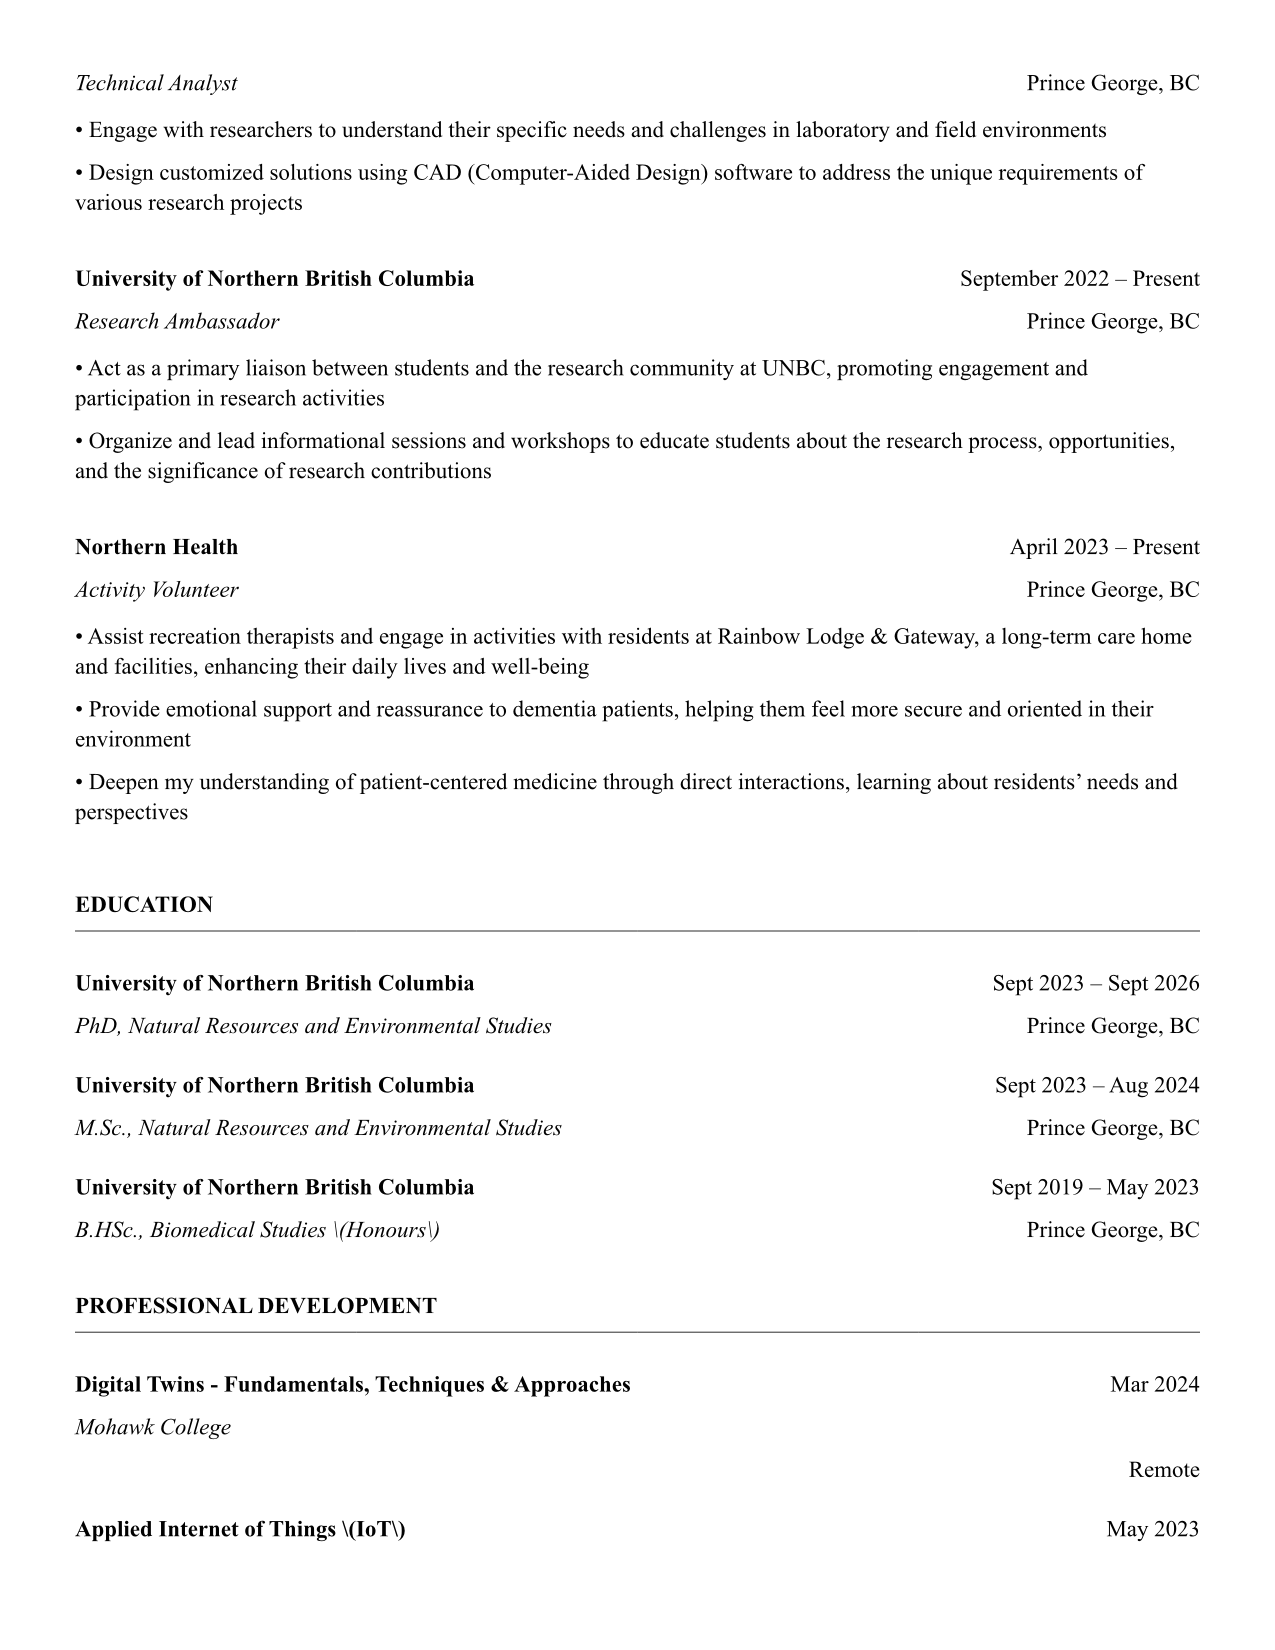 Technical Analyst Prince George, BC
• Engage with researchers to understand their specific needs and challenges in laboratory and field environments
• Design customized solutions using CAD (Computer-Aided Design) software to address the unique requirements of
various research projects
University of Northern British Columbia September 2022 – Present
Research Ambassador Prince George, BC
• Act as a primary liaison between students and the research community at UNBC, promoting engagement and
participation in research activities
• Organize and lead informational sessions and workshops to educate students about the research process, opportunities,
and the significance of research contributions
Northern Health April 2023 – Present
Activity Volunteer Prince George, BC
• Assist recreation therapists and engage in activities with residents at Rainbow Lodge & Gateway, a long-term care home
and facilities, enhancing their daily lives and well-being
• Provide emotional support and reassurance to dementia patients, helping them feel more secure and oriented in their
environment
• Deepen my understanding of patient-centered medicine through direct interactions, learning about residents’ needs and
perspectives
EDUCATION
University of Northern British Columbia Sept 2023 – Sept 2026
PhD, Natural Resources and Environmental Studies Prince George, BC
University of Northern British Columbia Sept 2023 – Aug 2024
M.Sc., Natural Resources and Environmental Studies Prince George, BC
University of Northern British Columbia Sept 2019 – May 2023
B.HSc., Biomedical Studies \(Honours\) Prince George, BC
PROFESSIONAL DEVELOPMENT
Digital Twins - Fundamentals, Techniques & Approaches Mar 2024
Mohawk College
Remote
Applied Internet of Things \(IoT\) May 2023